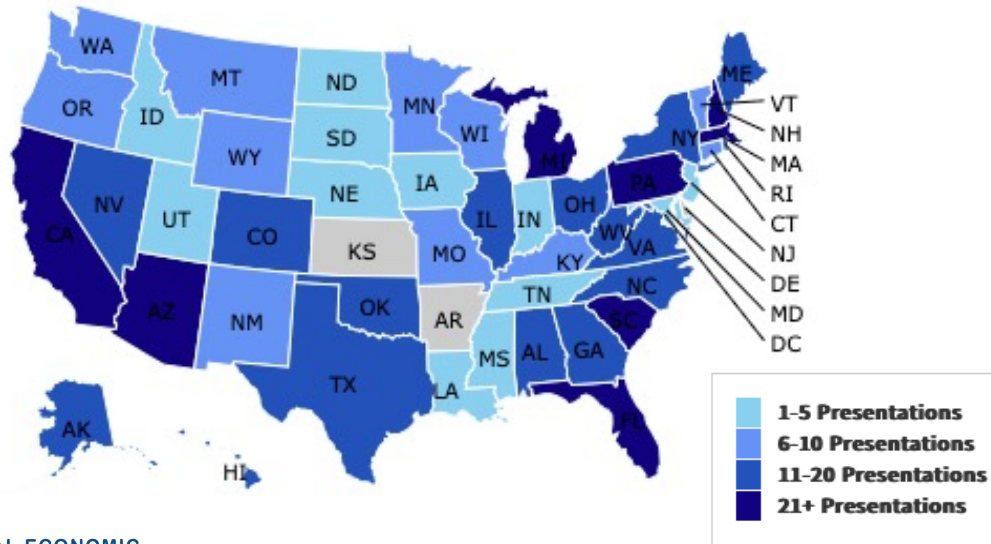 WA
MT
ND
MN
ME
OR
ID
SD
WI
VT
WY
MI
NY
NH
MA
NE
IA
PA
RI
NV
UT
CO
IL
IN
OH
CT
CA
KS
MO
WV
VA
KY
NJ
DE
AZ
NM
OK
AR
TN
NC
MD
SC
DC
TX
MS
AL
GA
LA
FL
AK
HI
1-5 Presentations
6-10 Presentations
11-20 Presentations
21+ Presentations
ECONOMIC